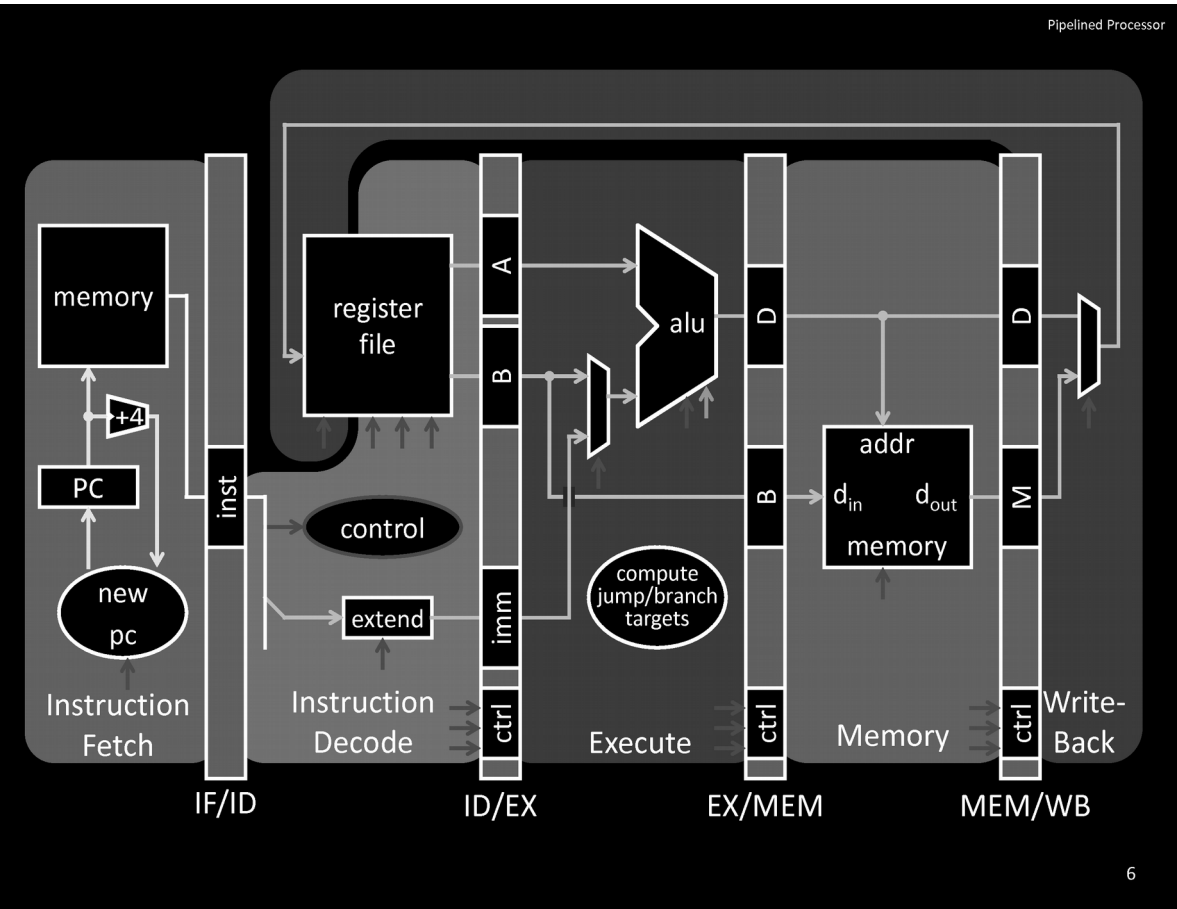 Pipelined Processor
memory
+4
PC
new
pc
Instruction
Fetch
inst
register
file
control
extend
Instruction
Decode
A
B
imm
ctrl
alu
compute
jump/branch
targets
Execute
D
B
ctrl
addr
din
dout
memory
Memory
D
M
ctrl
Write-
Back
IF/ID
ID/EX
EX/MEM
MEM/WB
6